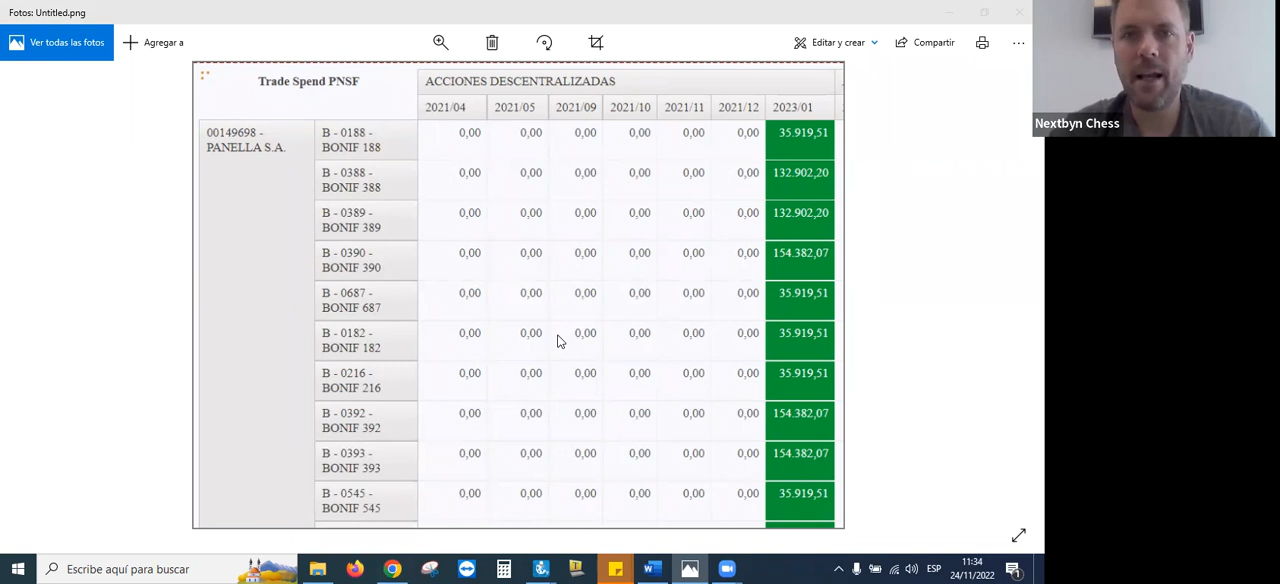 Fotos: Untitled.png
Ver todas las fotos
Agregar a
Editar y crear
Compartir
Nextbyn Chess
Trade Spend PNSF
ACCIONES DESCENTRALIZADAS
2021/04 2021/05 2021/09 2021/10 2021/11 2021/12 2023/01
00149698 -
PANELLA S.A.
B - 0188 -
BONIF 188
0,00 0,00 0,00 0,00 0,00 0,00 35.919,51
B - 0388 -
BONIF 388
0,00 0,00 0,00 0,00 0,00 0,00 132.902,20
B - 0389 -
BONIF 389
0,00 0,00 0,00 0,00 0,00 0,00 132.902,20
B - 0390 -
BONIF 390
0,00 0,00 0,00 0,00 0,00 0,00 154.382,07
B - 0687 -
BONIF 687
0,00 0,00 0,00 0,00 0,00 0,00 35.919,51
B - 0182 -
BONIF 182
0,00 0,00 0,00 0,00 0,00 0,00 35.919,51
B - 0216 -
BONIF 216
0,00 0,00 0,00 0,00 0,00 0,00 35.919,51
B - 0392 -
BONIF 392
0,00 0,00 0,00 0,00 0,00 0,00 154.382,07
B - 0393 -
BONIF 393
0,00 0,00 0,00 0,00 0,00 0,00 154.382,07
B - 0545 -
BONIF 545
0,00 0,00 0,00 0,00 0,00 0,00 35.919,51
Escribe aquí para buscar
ESP
11:34
24/11/2022